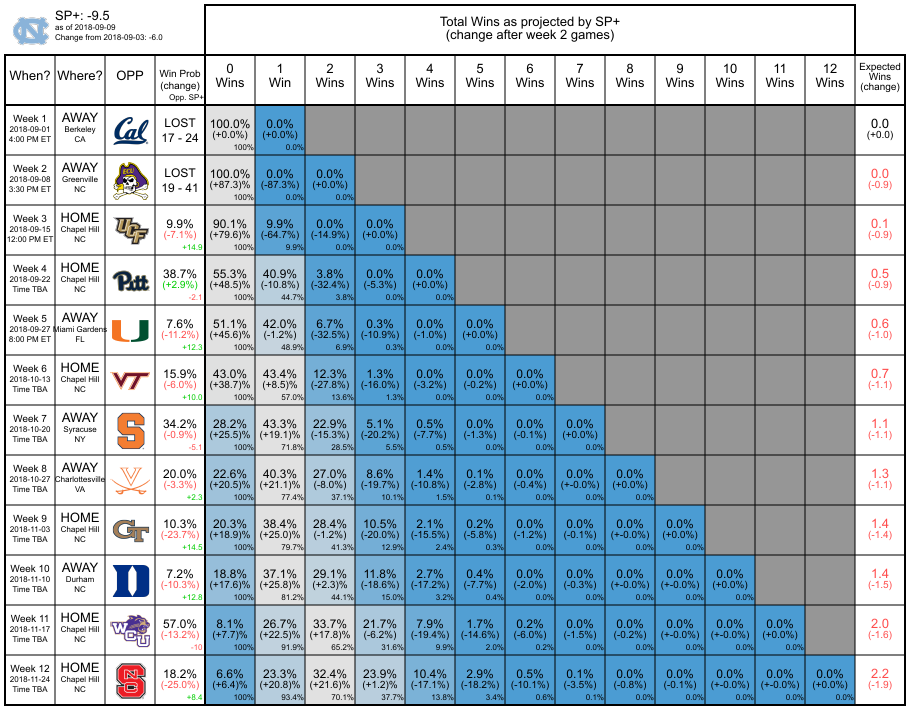 SP+: -9.5
as of 2018-09-09
Change from 2018-09-03: -6.0
NC
Total Wins as projected by SP+
(change after week 2 games)
When? Where? OPP Win Prob (change) Opp. SP+ 0 Wins 1 Win 2 Wins 3 Wins 4 Wins 5 Wins 6 Wins 7 Wins 8 Wins 9 Wins 10 Wins 11 Wins 12 Wins Expected Wins (change)
Week 1 AWAY Cal LOST 100.0% 0.0% 0.0
2018-09-01 Berkeley 17 - 24 (+0.0%) (+0.0%) (+0.0)
4:00 PM ET CA 100% 0.0%
Week 2 AWAY ECU LOST 100.0% 0.0% 0.0% 0.0
2018-09-08 Greenville 19 - 41 (+87.3)% (-87.3%) (+0.0%) (-0.9)
3:30 PM ET NC 100% 0.0% 0.0%
Week 3 HOME UCF 9.9% 90.1% 9.9% 0.0% 0.0% 0.1
2018-09-15 Chapel Hill (-7.1%) (+79.6)% (-64.7%) (-14.9%) (+0.0%) (-0.9)
12:00 PM ET NC +14.9 100% 9.9% 0.0% 0.0%
Week 4 HOME Pitt 38.7% 55.3% 40.9% 3.8% 0.0% 0.0% 0.5
2018-09-22 Chapel Hill (+2.9%) (+48.5)% (-10.8%) (-32.4%) (-5.3%) (+0.0%) (-0.9)
Time TBA NC -2.1 100% 44.7% 3.8% 0.0% 0.0%
Week 5 AWAY U 7.6% 51.1% 42.0% 6.7% 0.3% 0.0% 0.0% 0.6
2018-09-27 Miami Gardens (-11.2%) (+45.6)% (-1.2%) (-32.5%) (-10.9%) (-1.0%) (+0.0%) (-1.0)
8:00 PM ET FL +12.3 100% 48.9% 6.9% 0.3% 0.0% 0.0%
Week 6 HOME VT 15.9% 43.0% 43.4% 12.3% 1.3% 0.0% 0.0% 0.0% 0.7
2018-10-13 Chapel Hill (-6.0%) (+38.7)% (+8.5)% (-27.8%) (-16.0%) (-3.2%) (-0.2%) (+0.0%) (-1.1)
Time TBA NC +10.0 100% 57.0% 13.6% 1.3% 0.0% 0.0% 0.0%
Week 7 AWAY S 34.2% 28.2% 43.3% 22.9% 5.1% 0.5% 0.0% 0.0% 0.0% 1.1
2018-10-20 Syracuse (-0.9%) (+25.5)% (+19.1)% (-15.3%) (-20.2%) (-7.7%) (-1.3%) (-0.1%) (+0.0%) (-1.1)
Time TBA NY -5.1 100% 71.8% 28.5% 5.5% 0.5% 0.0% 0.0% 0.0%
Week 8 AWAY V 20.0% 22.6% 40.3% 27.0% 8.6% 1.4% 0.1% 0.0% 0.0% 0.0% 1.3
2018-10-27 Charlottesville (-3.3%) (+20.5)% (+21.1)% (-8.0%) (-19.7%) (-10.8%) (-2.8%) (-0.4%) (+-0.0%) (+0.0%) (-1.1)
Time TBA VA +2.3 100% 77.4% 37.1% 10.1% 1.5% 0.1% 0.0% 0.0% 0.0%
Week 9 HOME GT 10.3% 20.3% 38.4% 28.4% 10.5% 2.1% 0.2% 0.0% 0.0% 0.0% 0.0% 1.4
2018-11-03 Chapel Hill (-23.7%) (+18.9)% (+25.0)% (-1.2%) (-20.0%) (-15.5%) (-5.8%) (-1.2%) (-0.1%) (+-0.0%) (+0.0%) (-1.4)
Time TBA NC +14.5 100% 79.7% 41.3% 12.9% 2.4% 0.3% 0.0% 0.0% 0.0% 0.0%
Week 10 AWAY D 7.2% 18.8% 37.1% 29.1% 11.8% 2.7% 0.4% 0.0% 0.0% 0.0% 0.0% 0.0% 1.4
2018-11-10 Durham (-10.3%) (+17.6)% (+25.8)% (+2.3)% (-18.6%) (-17.2%) (-7.7%) (-2.0%) (-0.3%) (+-0.0%) (+-0.0%) (+0.0%) (-1.5)
Time TBA NC +12.8 100% 81.2% 44.1% 15.0% 3.2% 0.4% 0.0% 0.0% 0.0% 0.0% 0.0%
Week 11 HOME WCU 57.0% 8.1% 26.7% 33.7% 21.7% 7.9% 1.7% 0.2% 0.0% 0.0% 0.0% 0.0% 0.0% 2.0
2018-11-17 Chapel Hill (-13.2%) (+7.7)% (+22.5)% (+17.8)% (-6.2%) (-19.4%) (-14.6%) (-6.0%) (-1.5%) (-0.2%) (+-0.0%) (+-0.0%) (+0.0%) (-1.6)
Time TBA NC -10 100% 91.9% 65.2% 31.6% 9.9% 2.0% 0.2% 0.0% 0.0% 0.0% 0.0% 0.0%
Week 12 HOME NCS 18.2% 6.6% 23.3% 32.4% 23.9% 10.4% 2.9% 0.5% 0.1% 0.0% 0.0% 0.0% 0.0% 0.0% 2.2
2018-11-24 Chapel Hill (-25.0%) (+6.4)% (+20.8)% (+21.6)% (+1.2)% (-17.1%) (-18.2%) (-10.1%) (-3.5%) (-0.8%) (-0.1%) (+-0.0%) (+-0.0%) (+0.0%) (-1.9)
Time TBA NC +8.4 100% 93.4% 70.1% 37.7% 13.8% 3.4% 0.6% 0.1% 0.0% 0.0% 0.0% 0.0% 0.0%